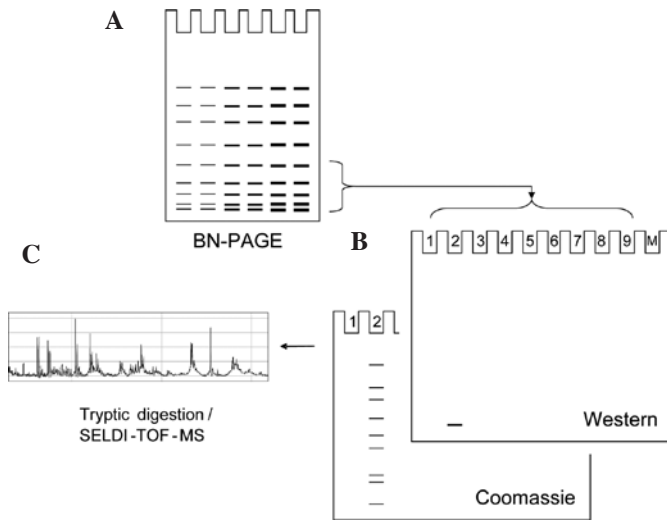 A
BN-PAGE
B
1 2 3 4 5 6 7 8 9 M
Western
1 2
Coomassie
C
Tryptic digestion /
SELDI-TOF-MS